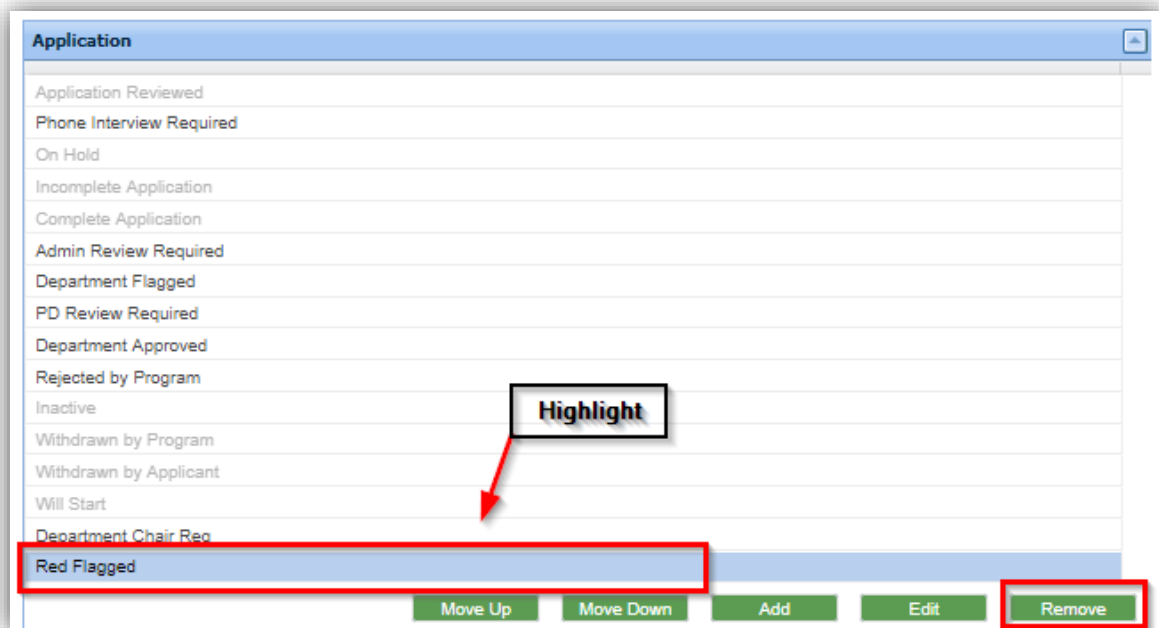 Application
Application Reviewed
Phone Interview Required
On Hold
Incomplete Application
Complete Application
Admin Review Required
Department Flagged
PD Review Required
Department Approved
Rejected by Program
Inactive
Highlight
Withdrawn by Program
Withdrawn by Applicant
Will Start
Department Chair Req
Red Flagged
Move Up Move Down Add Edit Remove